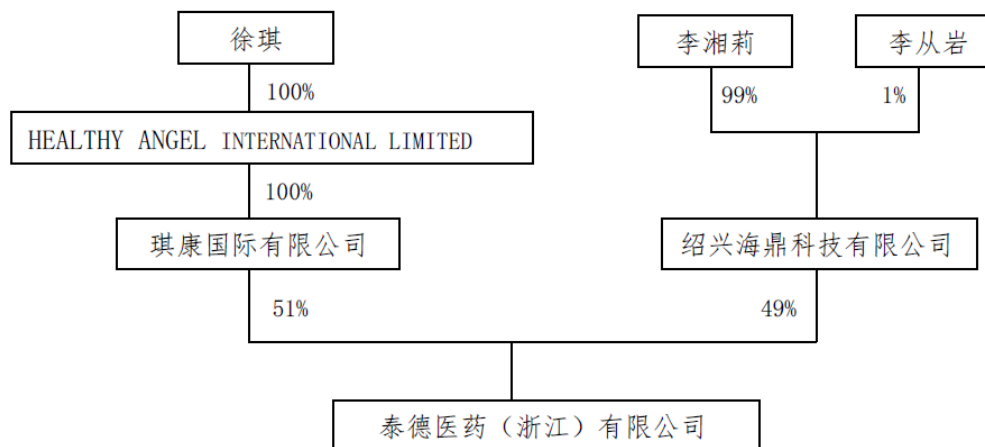 徐琪
李湘莉
李从岩
100%
99%
1%
HEALTHY ANGEL INTERNATIONAL LIMITED
100%
琪康国际有限公司
绍兴海鼎科技有限公司
51%
49%
泰德医药（浙江）有限公司